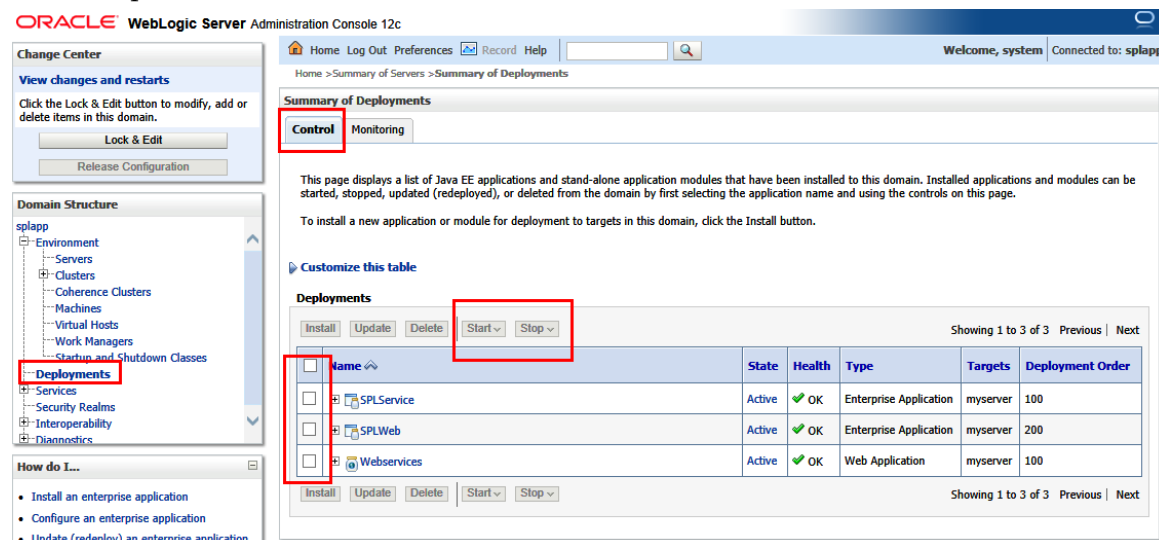 ORACLE WebLogic Server Administration Console 12c
Change Center
View changes and restarts
Click the Lock & Edit button to modify, add or
delete items in this domain.
Lock & Edit
Release Configuration
Domain Structure
splapp
Environment
Servers
Clusters
Coherence Clusters
Machines
Virtual Hosts
Work Managers
Startup and Shutdown Classes
Deployments
Services
Security Realms
Interoperability
Diagnostics
How do I...
• Install an enterprise application
• Configure an enterprise application
• Update (redeploy) an enterprise application
Home Log Out Preferences Record Help
Welcome, system Connected to: splapp
Home >Summary of Servers >Summary of Deployments
Summary of Deployments
Control Monitoring
This page displays a list of Java EE applications and stand-alone application modules that have been installed to this domain. Installed applications and modules can be
started, stopped, updated (redeployed), or deleted from the domain by first selecting the application name and using the controls on this page.
To install a new application or module for deployment to targets in this domain, click the Install button.
Customize this table
Deployments
Install Update Delete Start Stop Showing 1 to 3 of 3 Previous | Next
Name State Health Type Targets Deployment Order
SPLService Active OK Enterprise Application myserver 100
SPLWeb Active OK Enterprise Application myserver 200
Webservices Active OK Web Application myserver 100
Install Update Delete Start Stop Showing 1 to 3 of 3 Previous | Next